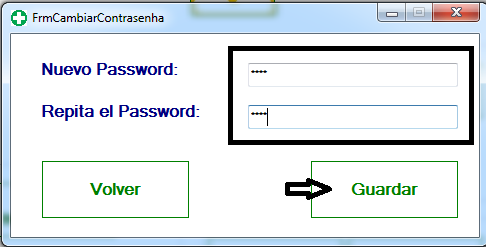 FrmCambiarContrasenha
Nuevo Password:
****
Repita el Password:
****
Volver
Guardar